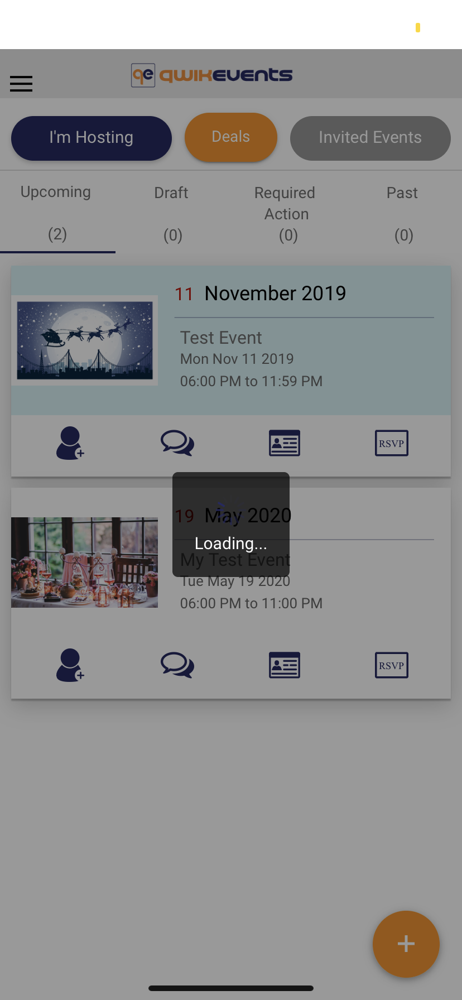 qe qwikevents
I'm Hosting
Deals
Invited Events
Upcoming
(2)
Draft
(0)
Required
Action
(0)
Past
(0)
11 November 2019
Test Event
Mon Nov 11 2019
06:00 PM to 11:59 PM
RSVP
19 May 2020
Loading...
My Test Event
Tue May 19 2020
06:00 PM to 11:00 PM
RSVP
+